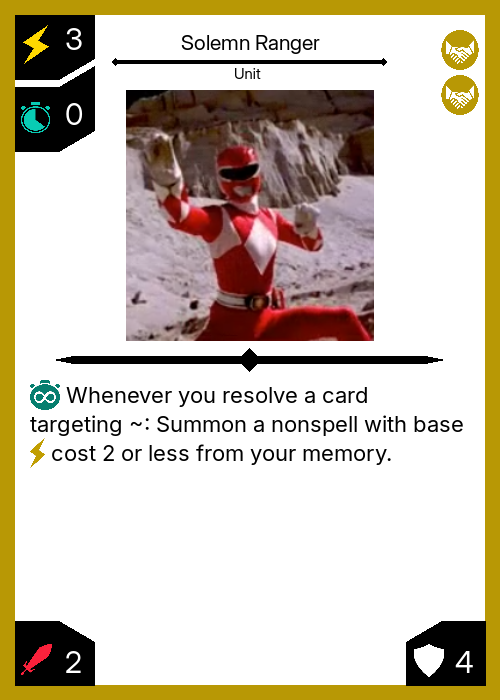 3
Solemn Ranger
Unit
0
Whenever you resolve a card
targeting ~: Summon a nonspell with base
cost 2 or less from your memory.
2
4